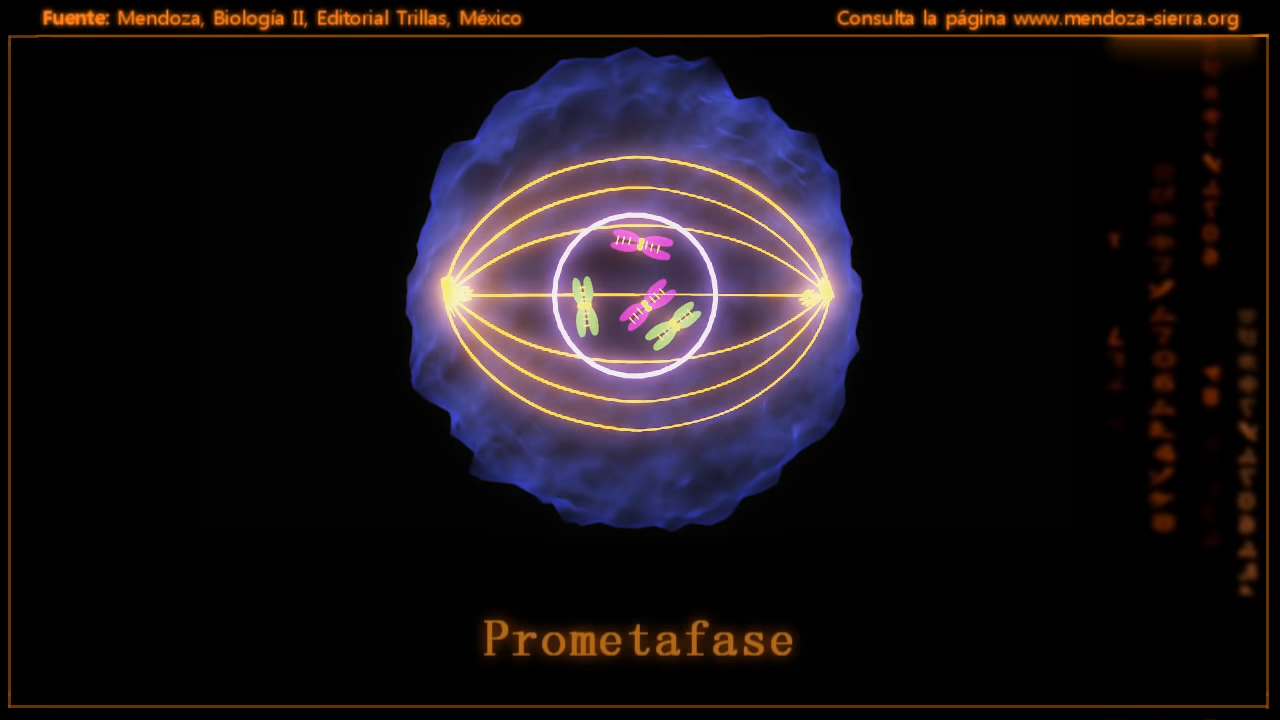 Fuente: Mendoza, Biología II, Editorial Trillas, México
Consulta la página www.mendoza-sierra.org
Prometafase